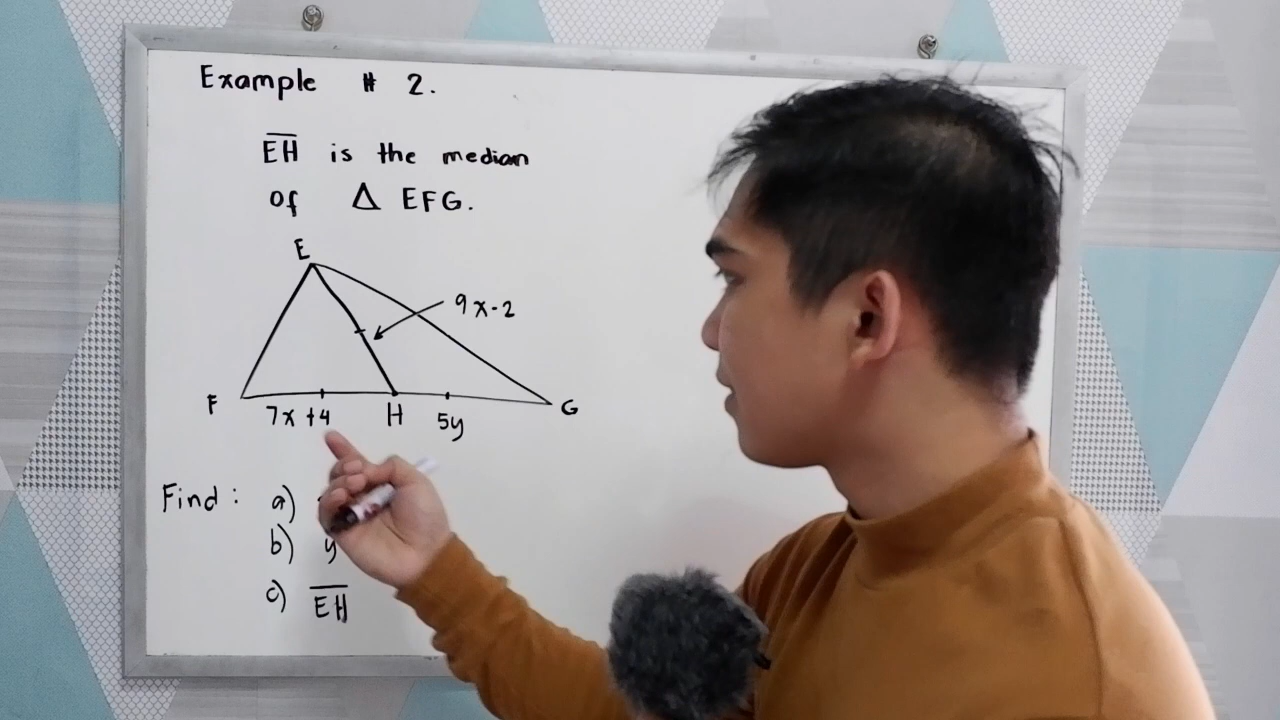 Example # 2.
EH is the median
of △ EFG.
E
9x-2
F
7x +4
H
5y
G
Find : a)
b) y
c) EH